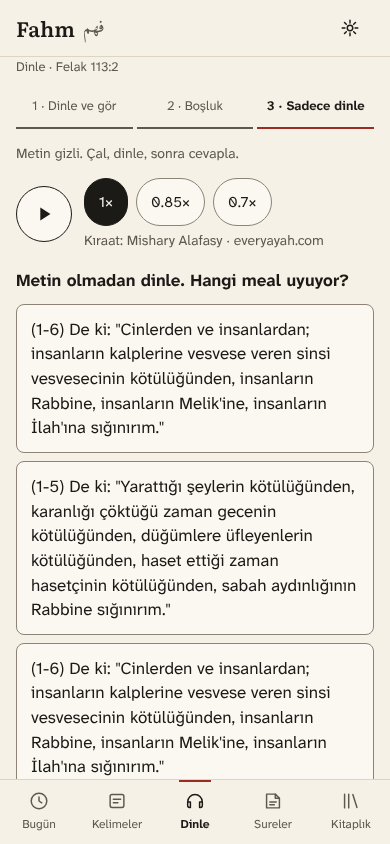 Fahm فهم
Dinle · Felak 113:2
1 · Dinle ve gör
2 · Boşluk
3 · Sadece dinle
Metin gizli. Çal, dinle, sonra cevapla.
1×
0.85×
0.7×
Kıraat: Mishary Alafasy · everyayah.com
Metin olmadan dinle. Hangi meal uyuyor?
(1-6) De ki: "Cinlerden ve insanlardan;
insanların kalplerine vesvese veren sinsi
vesvesecinin kötülüğünden, insanların
Rabbine, insanların Melik'ine, insanların
İlah'ına sığınırım."
(1-5) De ki: "Yarattığı şeylerin kötülüğünden,
karanlığı çöktüğü zaman gecenin
kötülüğünden, düğümlere üfleyenlerin
kötülüğünden, haset ettiği zaman
hasetçinin kötülüğünden, sabah aydınlığının
Rabbine sığınırım."
(1-6) De ki: "Cinlerden ve insanlardan;
insanların kalplerine vesvese veren sinsi
vesvesecinin kötülüğünden, insanların
Rabbine, insanların Melik'ine, insanların
İlah'ına sığınırım."
Bugün
Kelimeler
Dinle
Sureler
Kitaplık